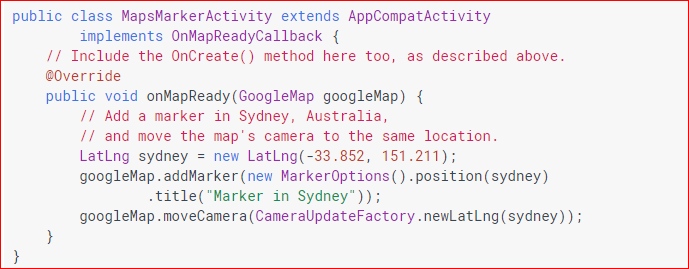 public class MapsMarkerActivity extends AppCompatActivity
        implements OnMapReadyCallback {
    // Include the OnCreate() method here too, as described above.
    @Override
    public void onMapReady(GoogleMap googleMap) {
        // Add a marker in Sydney, Australia,
        // and move the map's camera to the same location.
        LatLng sydney = new LatLng(-33.852, 151.211);
        googleMap.addMarker(new MarkerOptions().position(sydney)
                .title("Marker in Sydney"));
        googleMap.moveCamera(CameraUpdateFactory.newLatLng(sydney));
    }
}